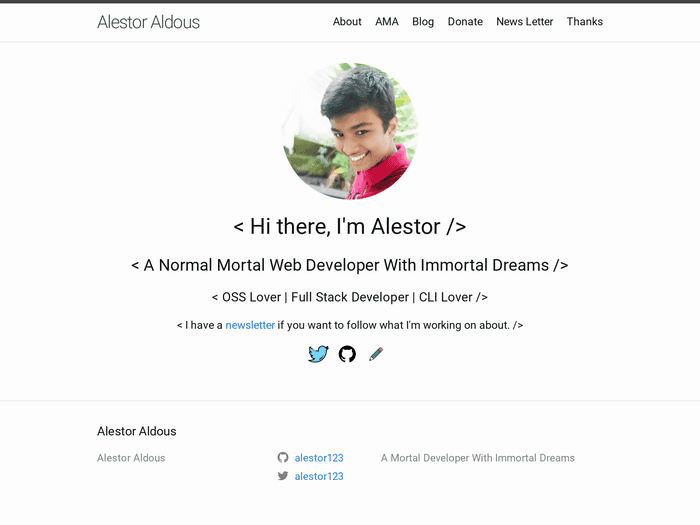 Alestor Aldous About AMA Blog Donate News Letter Thanks
< Hi there, I'm Alestor />
< A Normal Mortal Web Developer With Immortal Dreams />
< OSS Lover | Full Stack Developer | CLI Lover />
< I have a newsletter if you want to follow what I'm working on about. />
Alestor Aldous
Alestor Aldous alestor123 A Mortal Developer With Immortal Dreams
alestor123